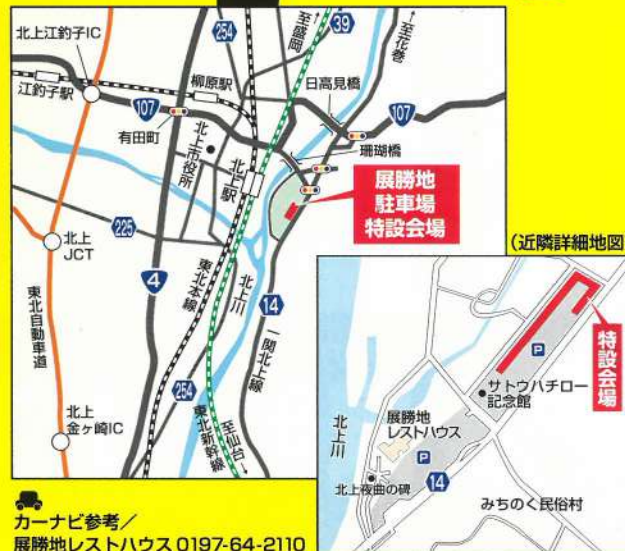 254
至盛岡
39
至花巻
北上江釣子IC
江釣子駅
柳原駅
日高見橋
107
107
有田町
珊瑚橋
北上市役所
北上駅
展勝地
駐車場
特設会場
225
北上
JCT
4
東北本線
北上川
14
一関北上線
東北自動車道
254
北上
金ヶ崎IC
東北新幹線
至仙台
(近隣詳細地図
P
特設会場
サトウハチロー
記念館
展勝地
レストハウス
P
北上川
14
北上夜曲の碑
みちのく民俗村
カーナビ参考/
展勝地レストハウス 0197-64-2110